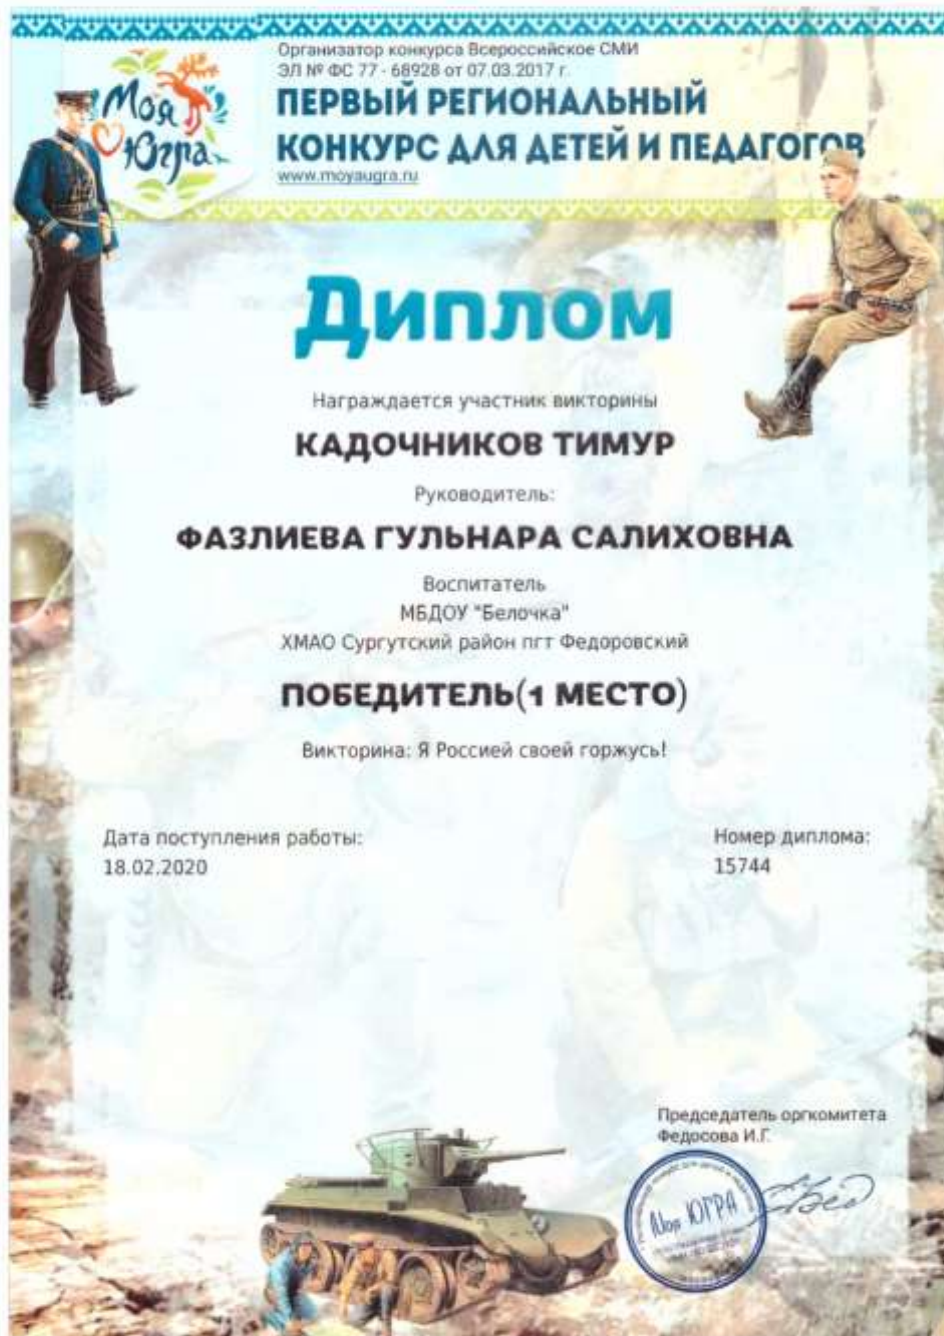 Организатор конкурса Всероссийское СМИ
ЭЛ № ФС 77 - 68928 от 07.03.2017 г.
Моя
Югра
ПЕРВЫЙ РЕГИОНАЛЬНЫЙ
КОНКУРС ДЛЯ ДЕТЕЙ И ПЕДАГОГОВ
www.moyaugra.ru
Диплом
Награждается участник викторины
КАДОЧНИКОВ ТИМУР
Руководитель:
ФАЗЛИЕВА ГУЛЬНАРА САЛИХОВНА
Воспитатель
МБДОУ "Белочка"
ХМАО Сургутский район пгт Федоровский
ПОБЕДИТЕЛЬ(1 МЕСТО)
Викторина: Я Россией своей горжусь!
Дата поступления работы:
18.02.2020
Номер диплома:
15744
Председатель оргкомитета
Федосова И.Г.
Моя ЮГРА